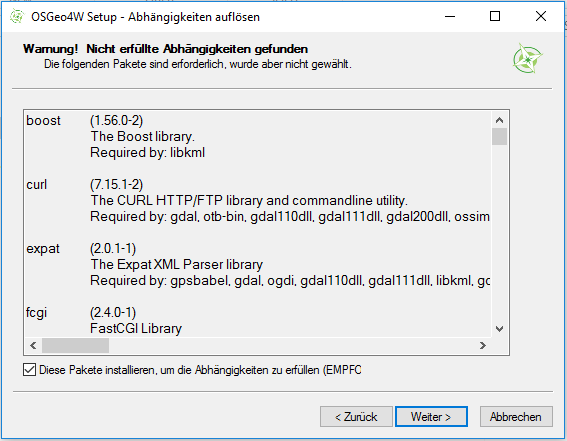 OSGeo4W Setup - Abhängigkeiten auflösen
Warnung! Nicht erfüllte Abhängigkeiten gefunden
Die folgenden Pakete sind erforderlich, wurde aber nicht gewählt.
boost (1.56.0-2)
The Boost library.
Required by: libkml
curl (7.15.1-2)
The CURL HTTP/FTP library and commandline utility.
Required by: gdal, otb-bin, gdal110dll, gdal111dll, gdal200dll, ossim
expat (2.0.1-1)
The Expat XML Parser library
Required by: gpsbabel, gdal, ogdi, gdal110dll, gdal111dll, libkml, gc
fcgi (2.4.0-1)
FastCGI Library
Diese Pakete installieren, um die Abhängigkeiten zu erfüllen (EMPFC
< Zurück
Weiter >
Abbrechen